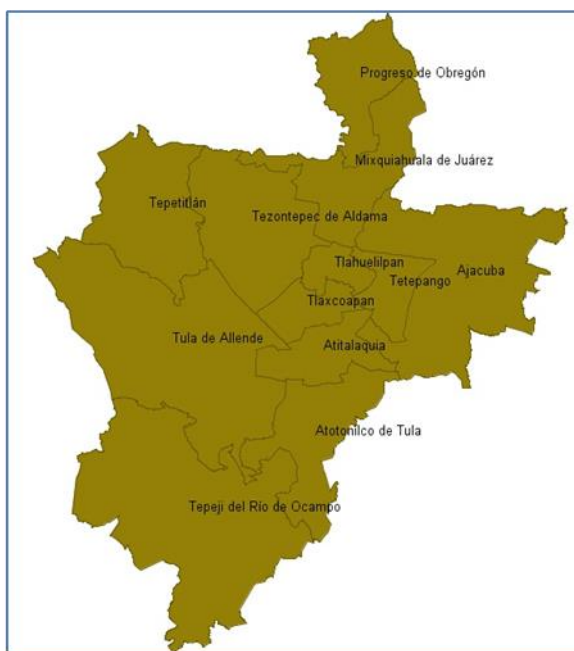 Progreso de Obregón
Mixquiahuala de Juárez
Tepetitlán
Tezontepec de Aldama
Tlahuelilpan
Ajacuba
Tetepango
Tlaxcoapan
Tula de Allende
Atitalaquia
Atotonilco de Tula
Tepeji del Río de Ocampo